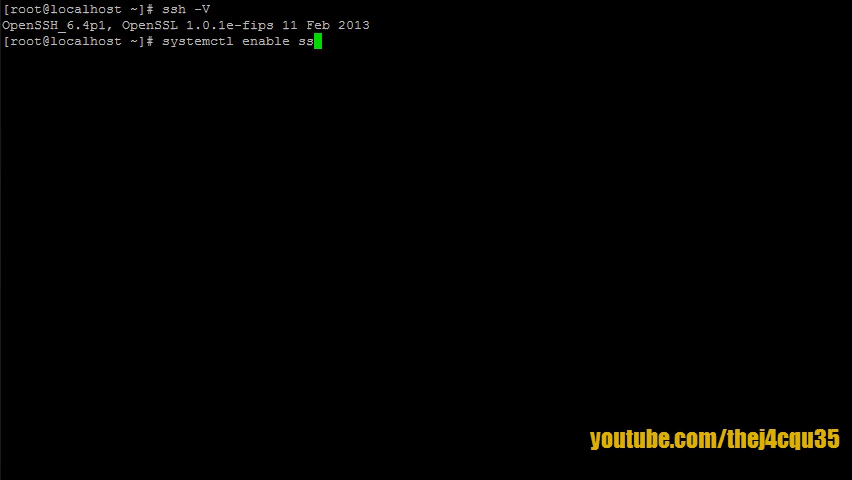 [root@localhost ~]# ssh -V
OpenSSH_6.4p1, OpenSSL 1.0.1e-fips 11 Feb 2013
[root@localhost ~]# systemctl enable ss
youtube.com/thej4cqu35